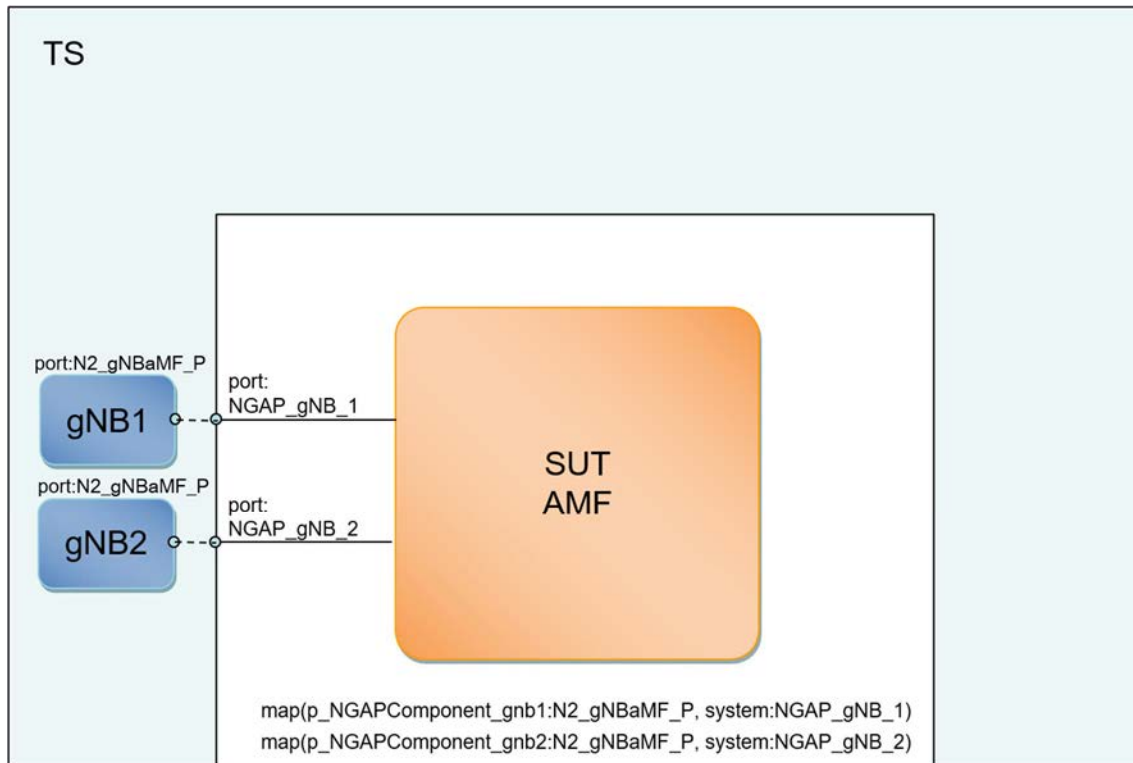 TS
port:N2_gNBaMF_P
gNB1
port:
NGAP_gNB_1
port:N2_gNBaMF_P
gNB2
port:
NGAP_gNB_2
SUT
AMF
map(p_NGAPComponent_gnb1:N2_gNBaMF_P, system:NGAP_gNB_1)
map(p_NGAPComponent_gnb2:N2_gNBaMF_P, system:NGAP_gNB_2)